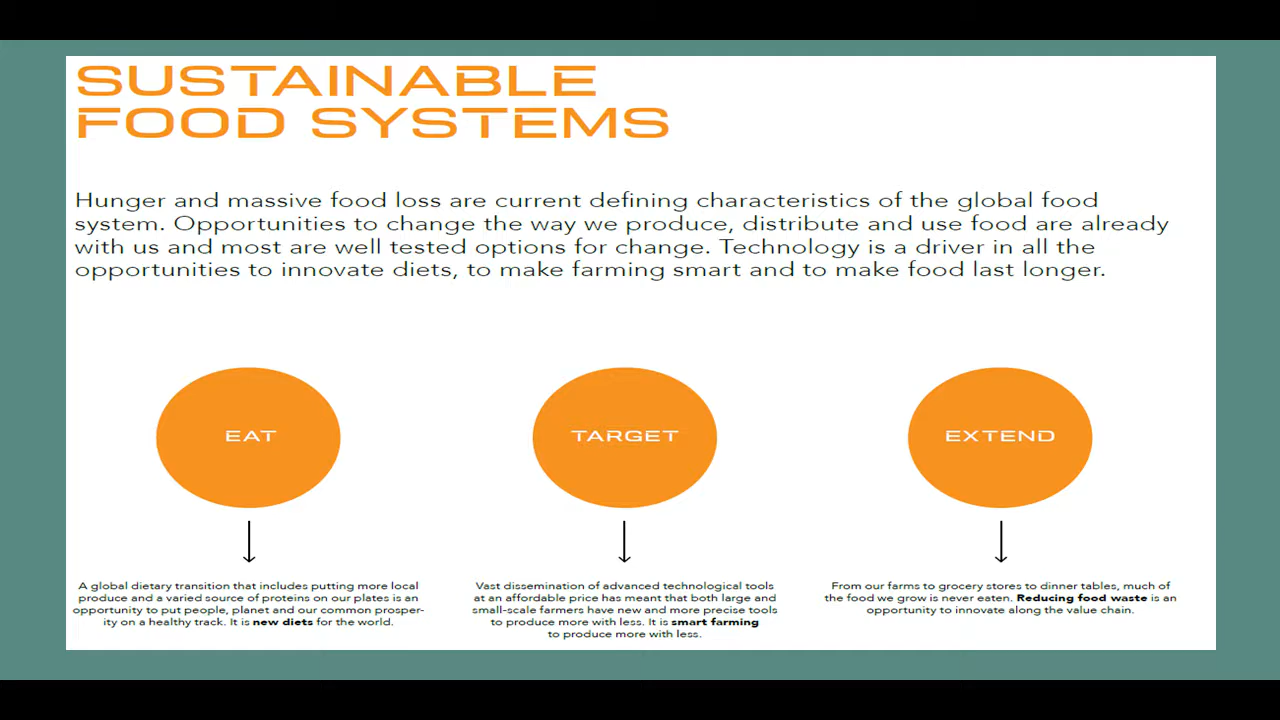 SUSTAINABLE
FOOD SYSTEMS
Hunger and massive food loss are current defining characteristics of the global food
system. Opportunities to change the way we produce, distribute and use food are already
with us and most are well tested options for change. Technology is a driver in all the
opportunities to innovate diets, to make farming smart and to make food last longer.
EAT
TARGET
EXTEND
A global dietary transition that includes putting more local
produce and a varied source of proteins on our plates is an
opportunity to put people, planet and our common prosper-
ity on a healthy track. It is new diets for the world.
Vast dissemination of advanced technological tools
at an affordable price has meant that both large and
small-scale farmers have new and more precise tools
to produce more with less. It is smart farming
to produce more with less.
From our farms to grocery stores to dinner tables, much of
the food we grow is never eaten. Reducing food waste is an
opportunity to innovate along the value chain.